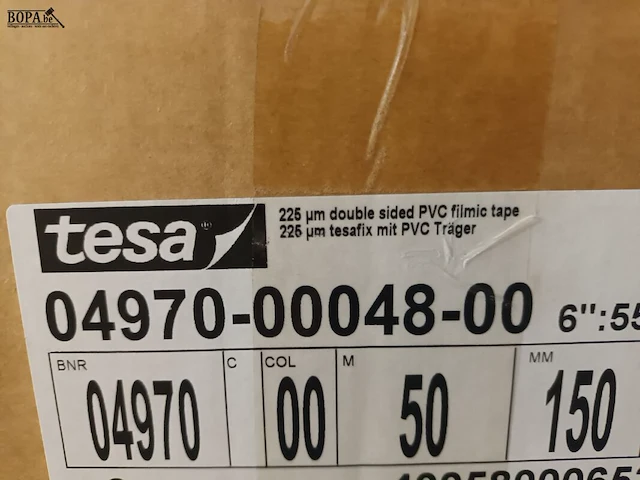 BOPA.be
tesa
225 µm double sided PVC filmic tape
225 µm tesafix mit PVC Träger
04970-00048-00 6":55
BNR C COL M MM
04970 00 50 150